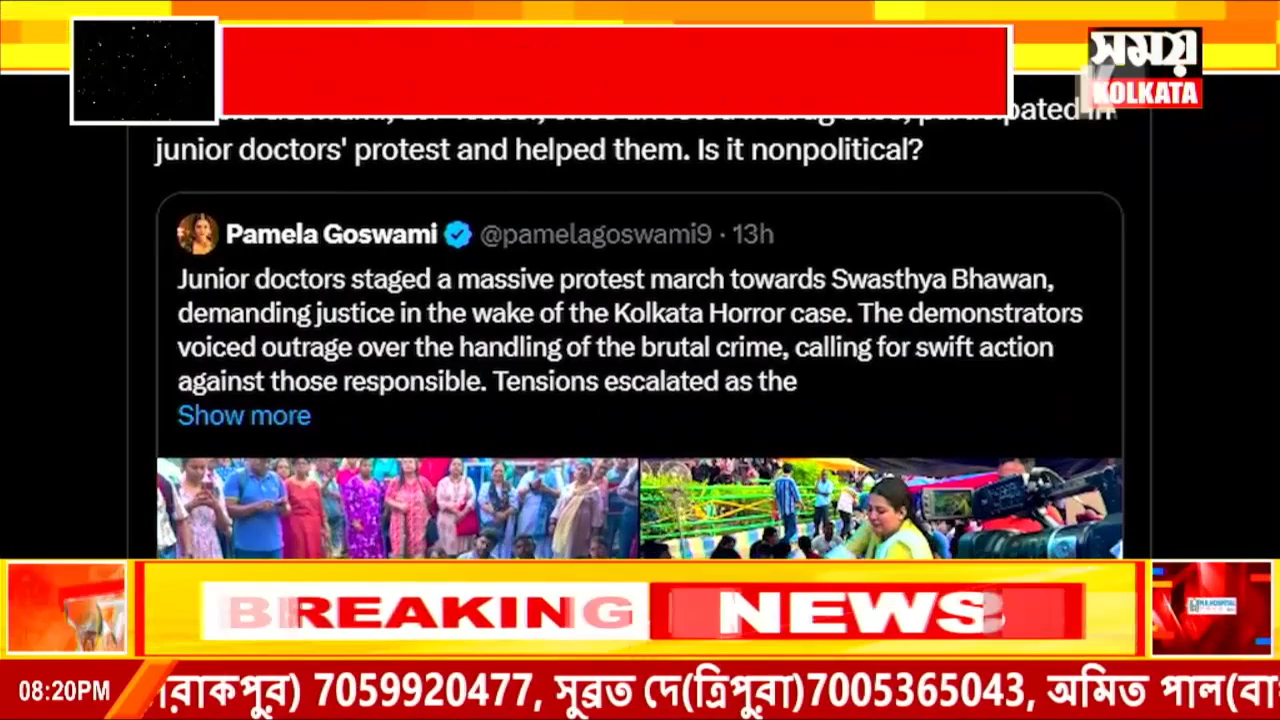 সময়
KOLKATA
junior doctors' protest and helped them. Is it nonpolitical?
Pamela Goswami @pamelagoswami9 · 13h
Junior doctors staged a massive protest march towards Swasthya Bhawan,
demanding justice in the wake of the Kolkata Horror case. The demonstrators
voiced outrage over the handling of the brutal crime, calling for swift action
against those responsible. Tensions escalated as the
Show more
BREAKING NEWS
08:20PM
রাকপুর) 7059920477, সুব্রত দে(ত্রিপুরা)7005365043, অমিত পাল(বা